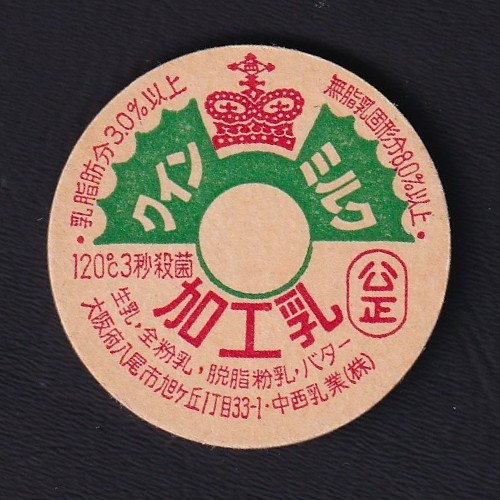 ・乳脂肪分3.0%以上
無脂乳固形分8.0%以上・
クイン
ミルク
120℃3秒殺菌
公正
加工乳
生乳,全粉乳,脱脂粉乳,バター
大阪府八尾市旭ケ丘1丁目33-1・中西乳業(株)